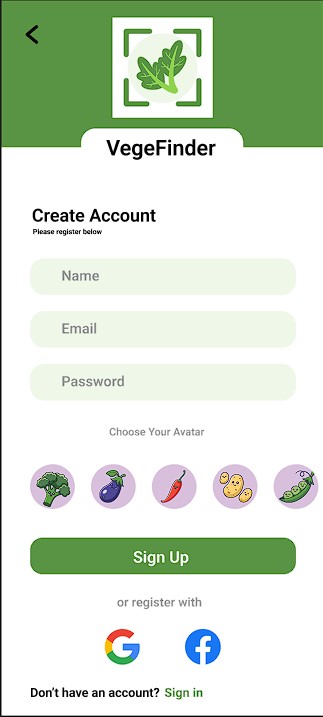 VegeFinder
Create Account
Please register below
Name
Email
Password
Choose Your Avatar
Sign Up
or register with
Don't have an account? Sign in